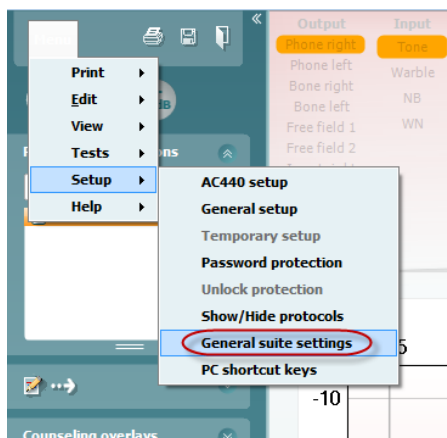 Output Input
Phone right Tone
Phone left Warble
Bone right NB
Bone left WN
Free field 1
Free field 2
Print
Edit
View
Tests
Setup
Help
AC440 setup
General setup
Temporary setup
Password protection
Unlock protection
Show/Hide protocols
General suite settings
PC shortcut keys
dB
5
-10
Counseling overlays